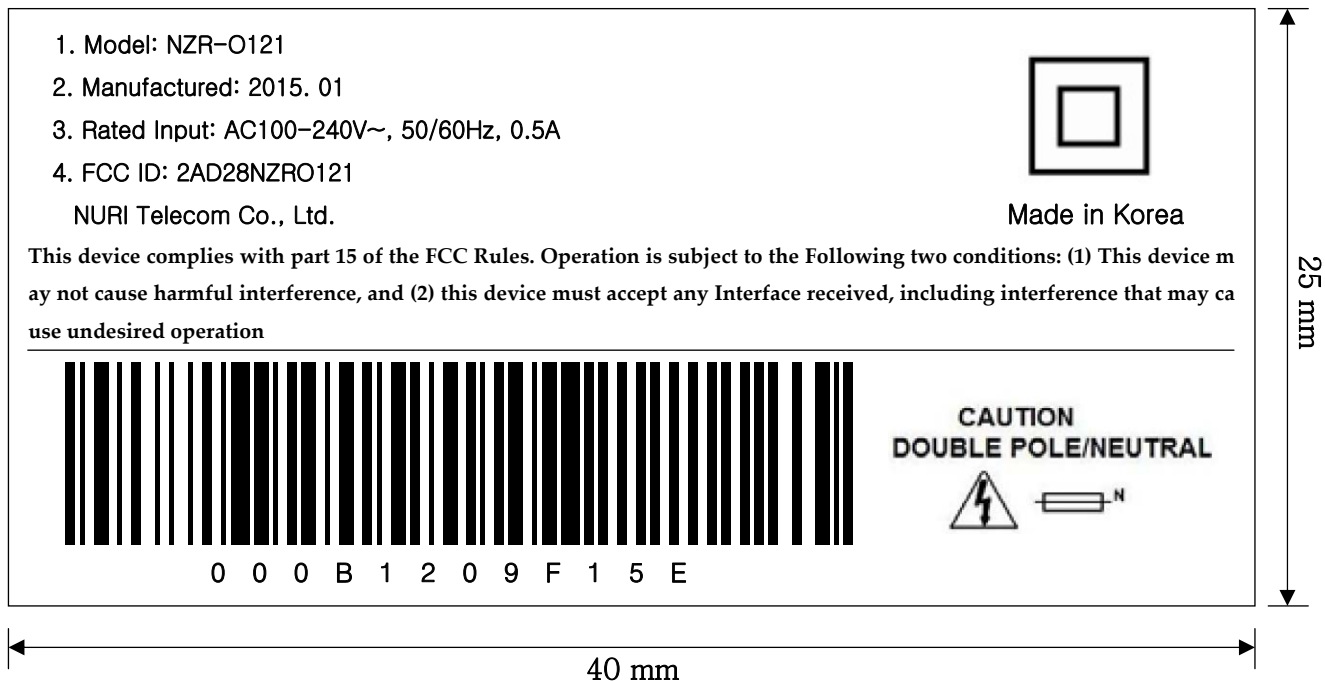 1. Model: NZR-O121
2. Manufactured: 2015. 01
3. Rated Input: AC100-240V~, 50/60Hz, 0.5A
4. FCC ID: 2AD28NZRO121
NURI Telecom Co., Ltd.
Made in Korea
This device complies with part 15 of the FCC Rules. Operation is subject to the Following two conditions: (1) This device m
ay not cause harmful interference, and (2) this device must accept any Interface received, including interference that may ca
use undesired operation
0 0 0 B 1 2 0 9 F 1 5 E
CAUTION
DOUBLE POLE/NEUTRAL
N
25 mm
40 mm